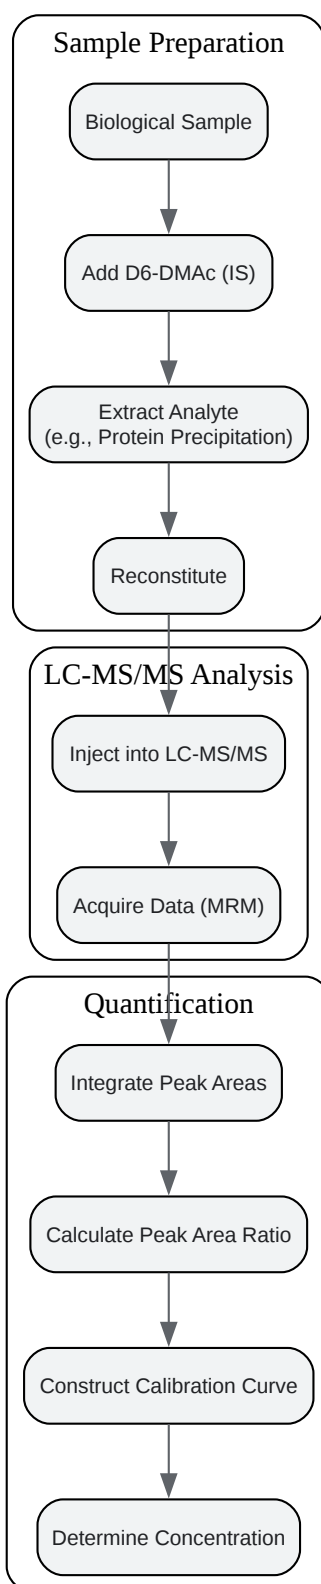 Sample Preparation
Biological Sample
Add D6-DMAc (IS)
Extract Analyte
(e.g., Protein Precipitation)
Reconstitute
LC-MS/MS Analysis
Inject into LC-MS/MS
Acquire Data (MRM)
Quantification
Integrate Peak Areas
Calculate Peak Area Ratio
Construct Calibration Curve
Determine Concentration